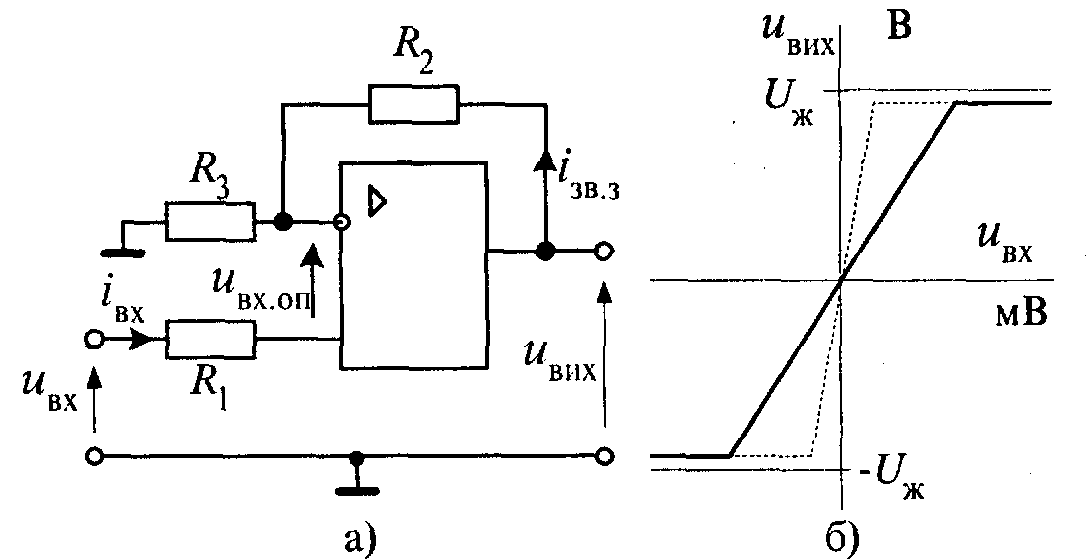 R2
R3
iзв.з
uвх.оп
iвх
R1
uвх
uвих
а)
uвих В
Uж
uвх
мВ
-Uж
б)